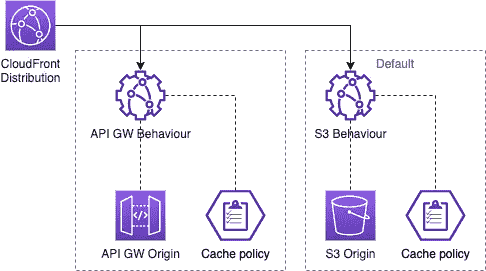 CloudFront
Distribution
Default
API GW Behaviour
S3 Behaviour
API GW Origin
Cache policy
S3 Origin
Cache policy